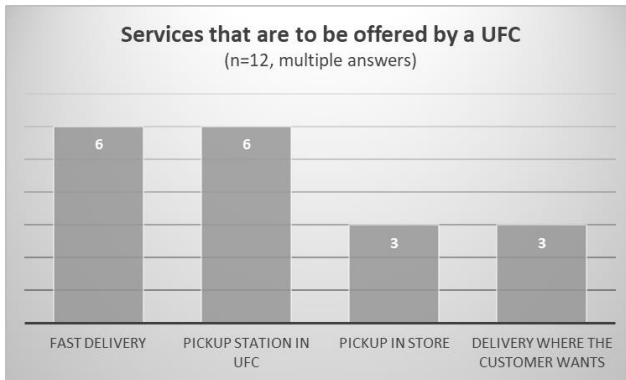 Services that are to be offered by a UFC
(n=12, multiple answers)
6
6
3
3
FAST DELIVERY
PICKUP STATION IN
UFC
PICKUP IN STORE
DELIVERY WHERE THE
CUSTOMER WANTS